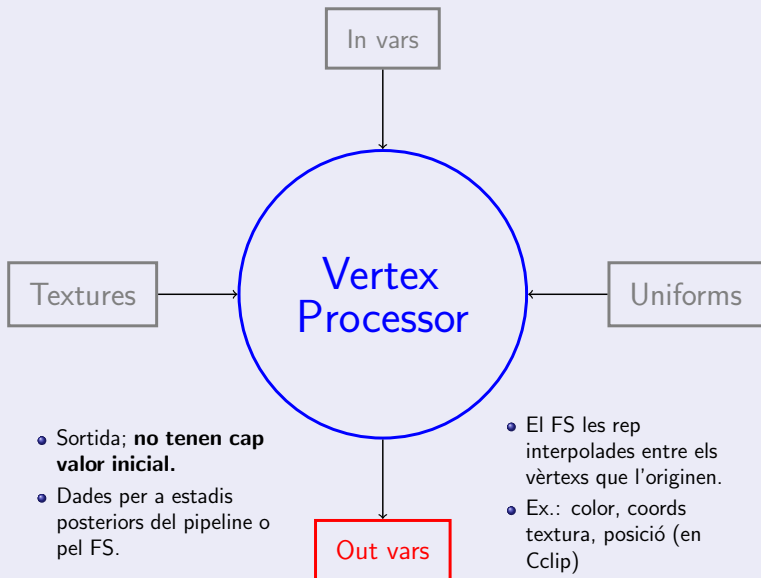 In vars
Textures
Vertex
Processor
Uniforms
Sortida; no tenen cap
valor inicial.
Dades per a estadis
posteriors del pipeline o
pel FS.
El FS les rep
interpolades entre els
vèrtexs que l'originen.
Ex.: color, coords
textura, posició (en
Cclip)
Out vars